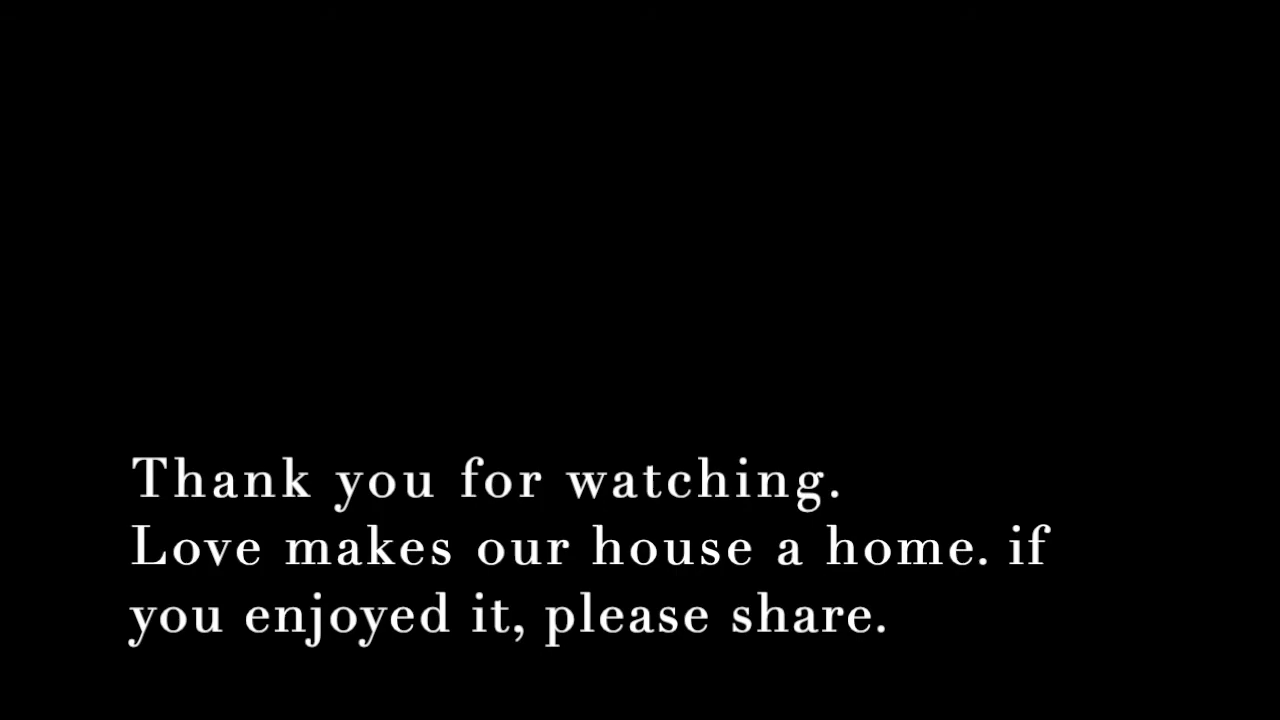 Thank you for watching.
Love makes our house a home. if
you enjoyed it, please share.